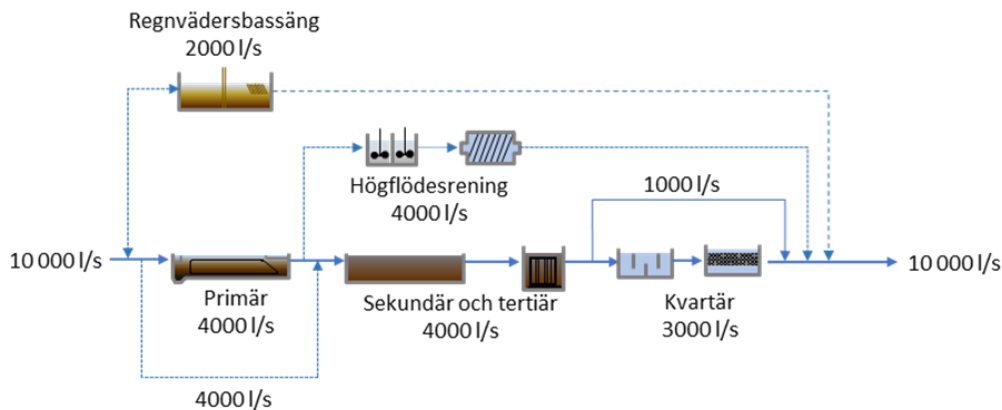 Regnvädersbassäng
2000 l/s
Högflödesrening
4000 l/s
1000 l/s
10 000 l/s
10 000 l/s
Primär
4000 l/s
Sekundär och tertiär
4000 l/s
Kvartär
3000 l/s
4000 l/s